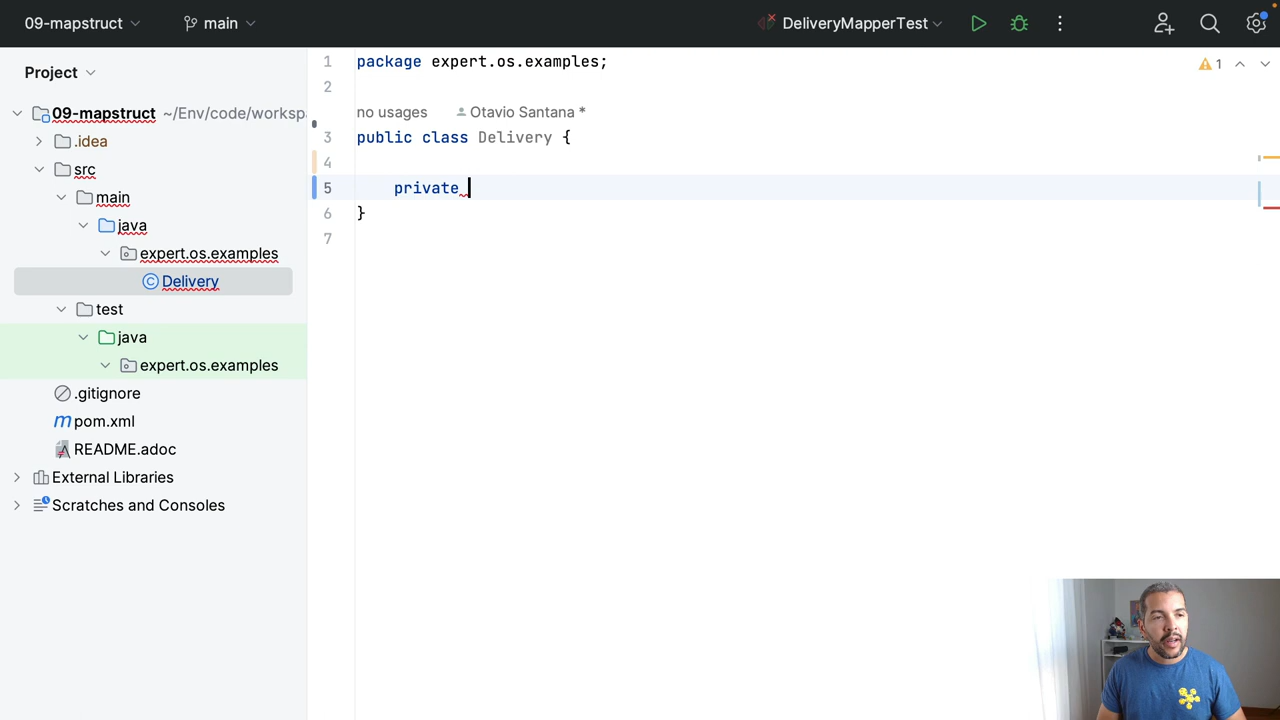 09-mapstruct
main
DeliveryMapperTest
Project
09-mapstruct ~/Env/code/worksp
.idea
src
main
java
expert.os.examples
Delivery
test
java
expert.os.examples
.gitignore
pom.xml
README.adoc
External Libraries
Scratches and Consoles
1 package expert.os.examples;
2
no usages Otavio Santana *
3 public class Delivery {
4
5 private
6 }
7
1